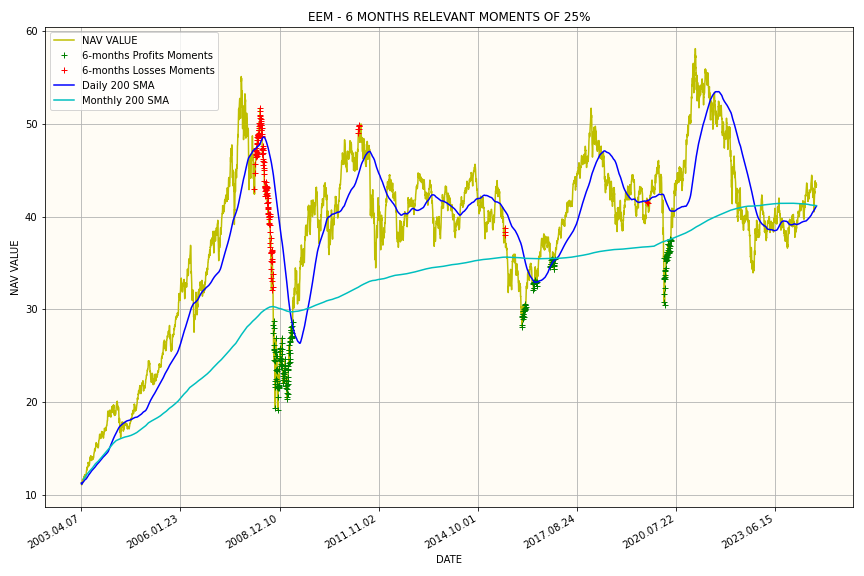 EEM - 6 MONTHS RELEVANT MOMENTS OF 25%
NAV VALUE
6-months Profits Moments
6-months Losses Moments
Daily 200 SMA
Monthly 200 SMA
60
50
40
30
20
10
NAV VALUE
2003.04.07
2006.01.23
2008.12.10
2011.11.02
2014.10.01
2017.08.24
2020.07.22
2023.06.15
DATE